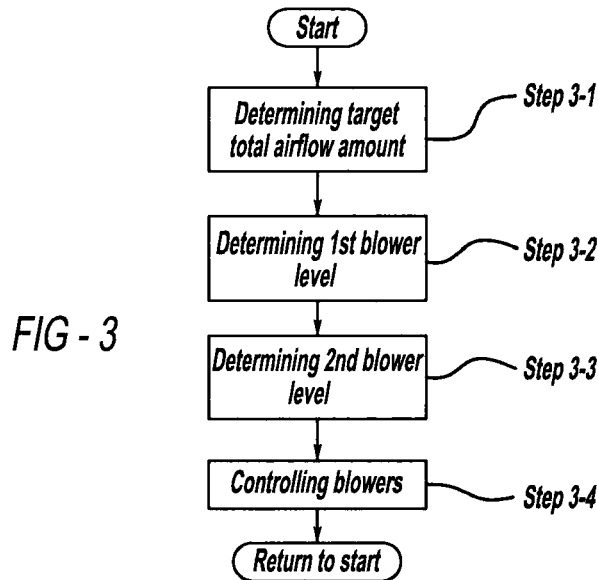 Start
Determining target
total airflow amount
Step 3-1
Determining 1st blower
level
Step 3-2
FIG - 3
Determining 2nd blower
level
Step 3-3
Controlling blowers
Step 3-4
Return to start